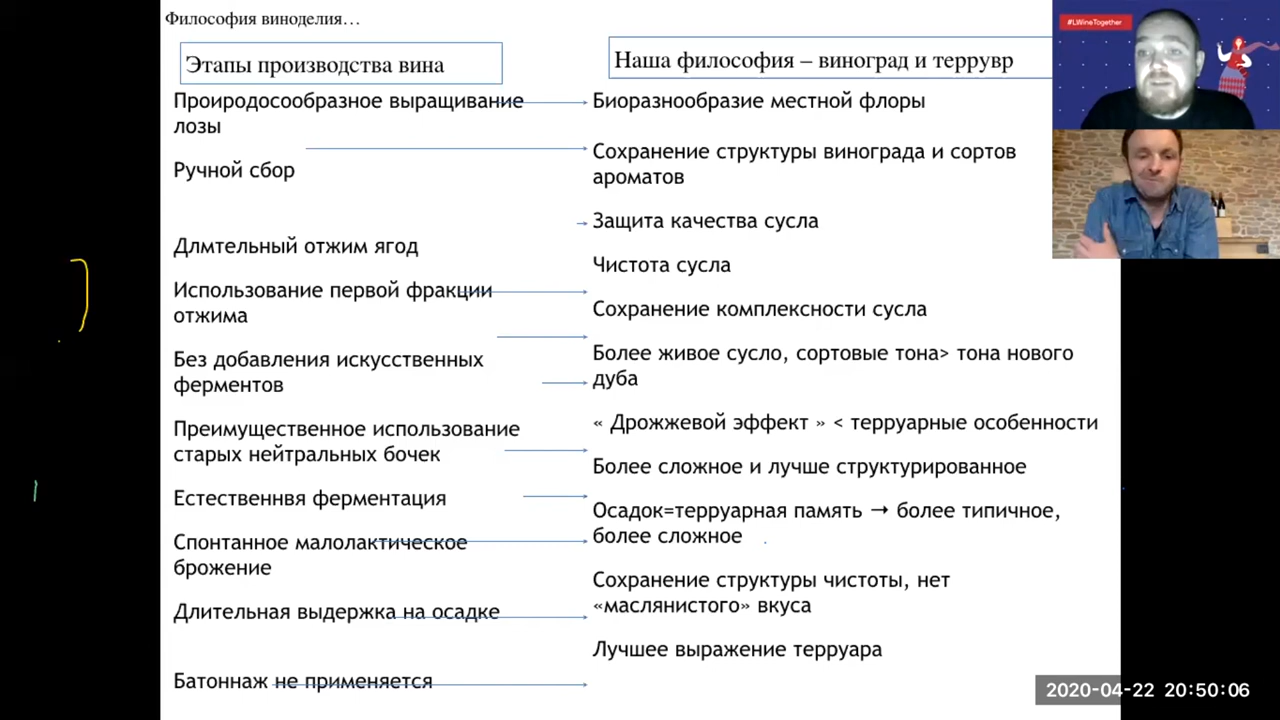 Философия виноделия…
Этапы производства вина
Проиродосообразное выращивание
лозы
Ручной сбор
Длмтельный отжим ягод
Использование первой фракции
отжима
Без добавления искусственных
ферментов
Преимущественное использование
старых нейтральных бочек
Естественнвя ферментация
Спонтанное малолактическое
брожение
Длительная выдержка на осадке
Батоннаж не применяется
Наша философия – виноград и террувр
Биоразнообразие местной флоры
Сохранение структуры винограда и сортов
ароматов
Защита качества сусла
Чистота сусла
Сохранение комплексности сусла
Более живое сусло, сортовые тона> тона нового
дуба
« Дрожжевой эффект » < терруарные особенности
Более сложное и лучше структурированное
Осадок=терруарная память → более типичное,
более сложное
Сохранение структуры чистоты, нет
«маслянистого» вкуса
Лучшее выражение терруара
#LWineTogether
2020-04-22 20:50:06